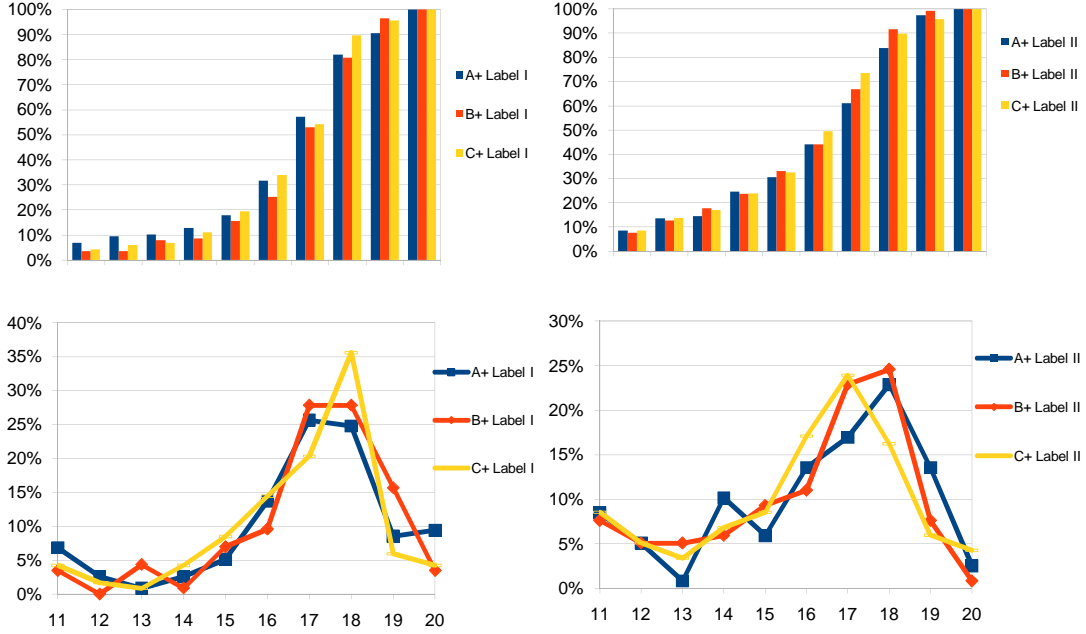 100%
90%
80%
70%
60%
50%
40%
30%
20%
10%
0%
A+ Label I
B+ Label I
C+ Label I
100%
90%
80%
70%
60%
50%
40%
30%
20%
10%
0%
A+ Label II
B+ Label II
C+ Label II
40%
35%
30%
25%
20%
15%
10%
5%
0%
11 12 13 14 15 16 17 18 19 20
A+ Label I
B+ Label I
C+ Label I
30%
25%
20%
15%
10%
5%
0%
11 12 13 14 15 16 17 18 19 20
A+ Label II
B+ Label II
C+ Label II